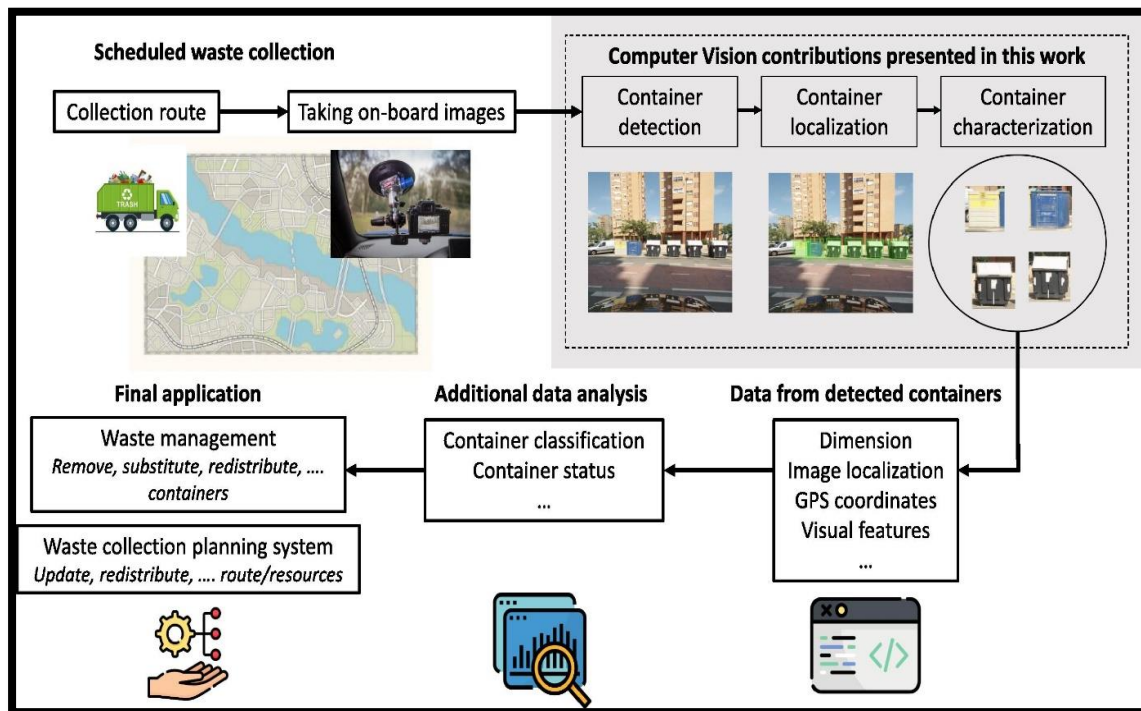 Scheduled waste collection
Collection route
Taking on-board images
TRASH
Computer Vision contributions presented in this work
Container
detection
Container
localization
Container
characterization
Final application
Waste management
Remove, substitute, redistribute, ....
containers
Waste collection planning system
Update, redistribute, .... route/resources
Additional data analysis
Container classification
Container status
...
Data from detected containers
Dimension
Image localization
GPS coordinates
Visual features
...